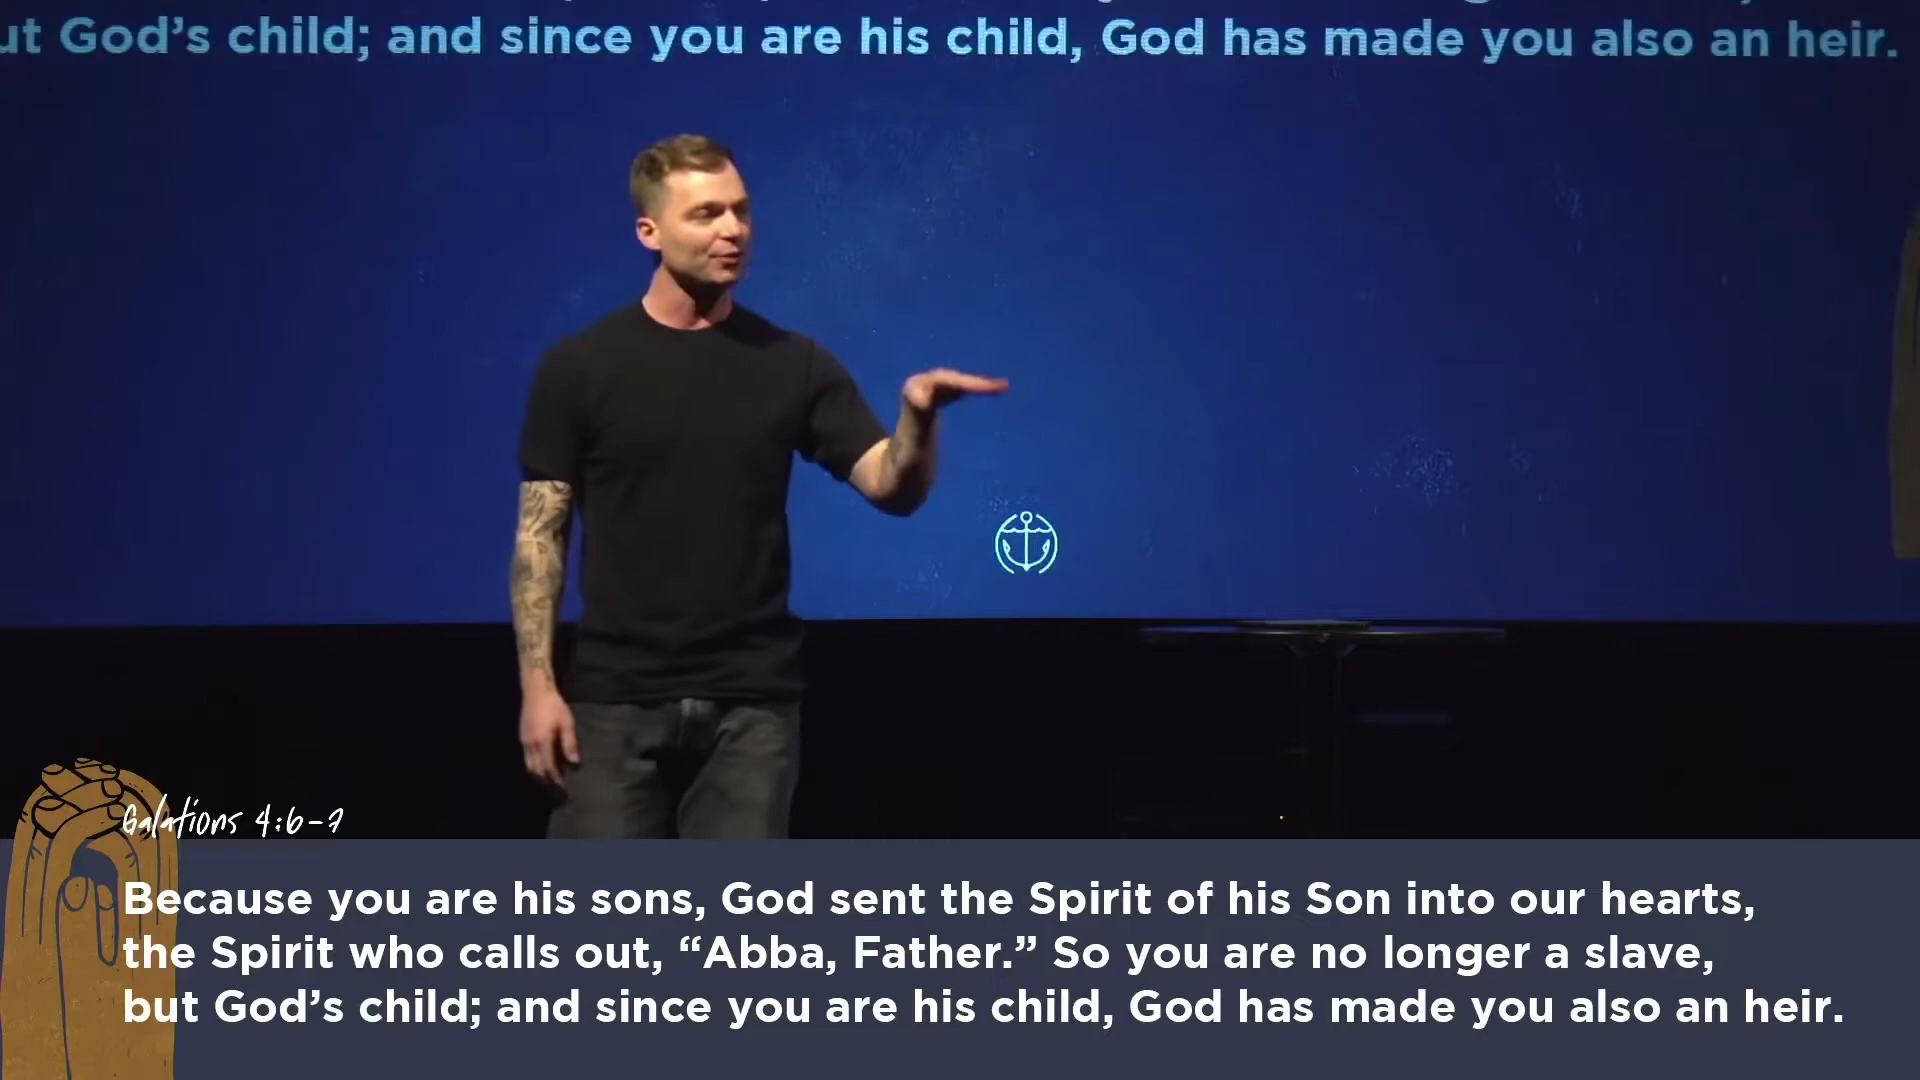 ut God’s child; and since you are his child, God has made you also an heir.
Galations 4:6-7
Because you are his sons, God sent the Spirit of his Son into our hearts,
the Spirit who calls out, “Abba, Father.” So you are no longer a slave,
but God’s child; and since you are his child, God has made you also an heir.